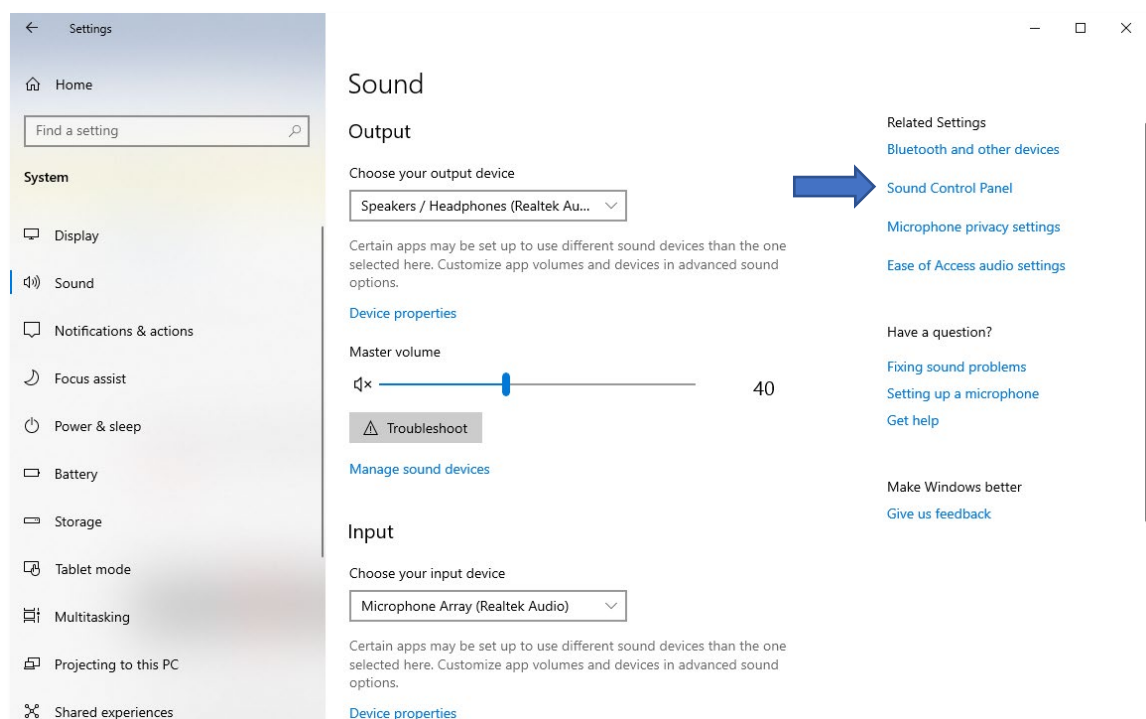 Settings
Home
Find a setting
System
Display
Sound
Notifications & actions
Focus assist
Power & sleep
Battery
Storage
Tablet mode
Multitasking
Projecting to this PC
Shared experiences
Sound
Output
Choose your output device
Speakers / Headphones (Realtek Au...
Certain apps may be set up to use different sound devices than the one
selected here. Customize app volumes and devices in advanced sound
options.
Device properties
Master volume
40
Troubleshoot
Manage sound devices
Input
Choose your input device
Microphone Array (Realtek Audio)
Certain apps may be set up to use different sound devices than the one
selected here. Customize app volumes and devices in advanced sound
options.
Device properties
Related Settings
Bluetooth and other devices
Sound Control Panel
Microphone privacy settings
Ease of Access audio settings
Have a question?
Fixing sound problems
Setting up a microphone
Get help
Make Windows better
Give us feedback